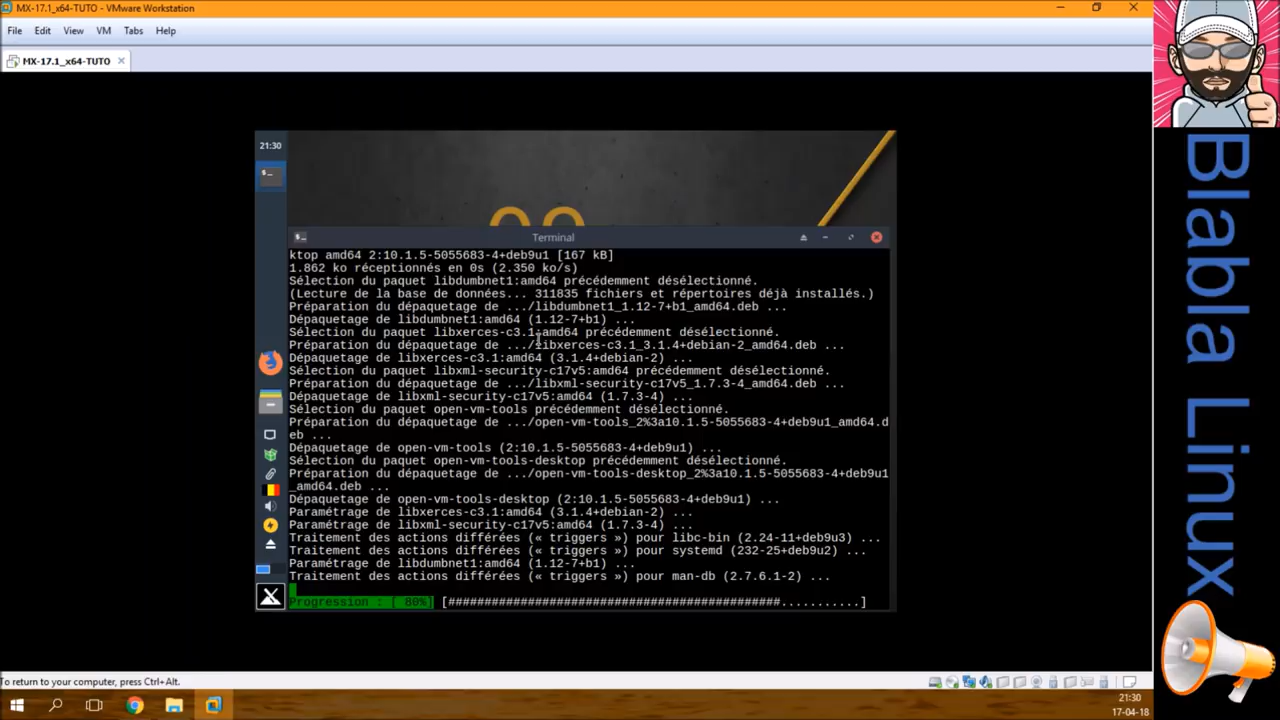 MX-17.1_x64-TUTO - VMware Workstation
File Edit View VM Tabs Help
MX-17.1_x64-TUTO
21:30
Terminal
ktop amd64 2:10.1.5-5055683-4+deb9u1 [167 kB]
1.862 ko réceptionnés en 0s (2.350 ko/s)
Sélection du paquet libdumbnet1:amd64 précédemment désélectionné.
(Lecture de la base de données... 311835 fichiers et répertoires déjà installés.)
Préparation du dépaquetage de .../libdumbnet1_1.12-7+b1_amd64.deb ...
Dépaquetage de libdumbnet1:amd64 (1.12-7+b1) ...
Sélection du paquet libxerces-c3.1:amd64 précédemment désélectionné.
Préparation du dépaquetage de .../libxerces-c3.1_3.1.4+debian-2_amd64.deb ...
Dépaquetage de libxerces-c3.1:amd64 (3.1.4+debian-2) ...
Sélection du paquet libxml-security-c17v5:amd64 précédemment désélectionné.
Préparation du dépaquetage de .../libxml-security-c17v5_1.7.3-4_amd64.deb ...
Dépaquetage de libxml-security-c17v5:amd64 (1.7.3-4) ...
Sélection du paquet open-vm-tools précédemment désélectionné.
Préparation du dépaquetage de .../open-vm-tools_2%3a10.1.5-5055683-4+deb9u1_amd64.d
eb ...
Dépaquetage de open-vm-tools (2:10.1.5-5055683-4+deb9u1) ...
Sélection du paquet open-vm-tools-desktop précédemment désélectionné.
Préparation du dépaquetage de .../open-vm-tools-desktop_2%3a10.1.5-5055683-4+deb9u1
_amd64.deb ...
Dépaquetage de open-vm-tools-desktop (2:10.1.5-5055683-4+deb9u1) ...
Paramétrage de libxerces-c3.1:amd64 (3.1.4+debian-2) ...
Paramétrage de libxml-security-c17v5:amd64 (1.7.3-4) ...
Traitement des actions différées (« triggers ») pour libc-bin (2.24-11+deb9u3) ...
Traitement des actions différées (« triggers ») pour systemd (232-25+deb9u2) ...
Paramétrage de libdumbnet1:amd64 (1.12-7+b1) ...
Traitement des actions différées (« triggers ») pour man-db (2.7.6.1-2) ...
Progression : [ 80%] [##############################################...........]
To return to your computer, press Ctrl+Alt.
21:30
17-04-18
Blabla Linux